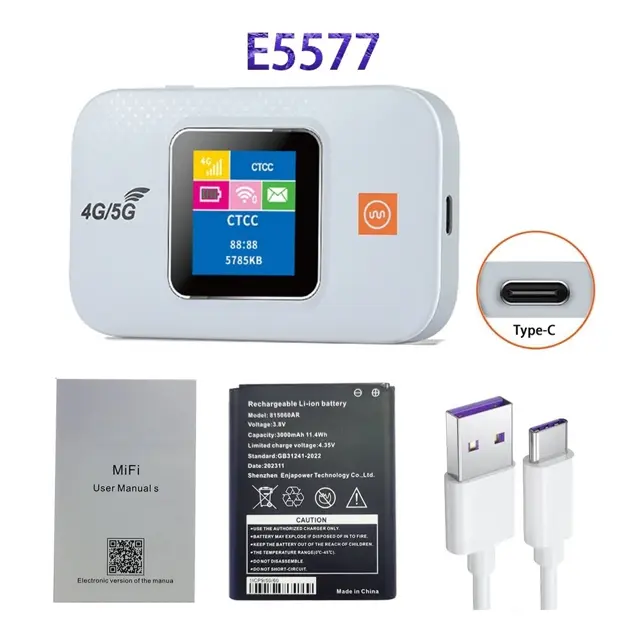 E5577
4G
CTCC
4G/5G
CTCC
88:88
5785KB
Type-C
MiFi
User Manual s
Electronic version of the manua
Rechargeable Li-ion battery
Model:815060AR
Voltage:3.8V
Capacity:3000mAh 11.4Wh
Limited charge voltage:4.35V
Standard:GB31241-2022
Date:202311
Shenzhen Enjapower Technology Co.,Ltd
CAUTION
•USE THE AUTHORIZED CHARGER ONLY.
•BATTERY MAY EXPLODE IF DISPOSED OF IN TO FIRE.
•KEEP BATTERY OUT OF THE REACH OF CHILDREN.
•DO NOT DISASSEMBLE
•DO NOT SHORT-CIRCUIT
Made in China